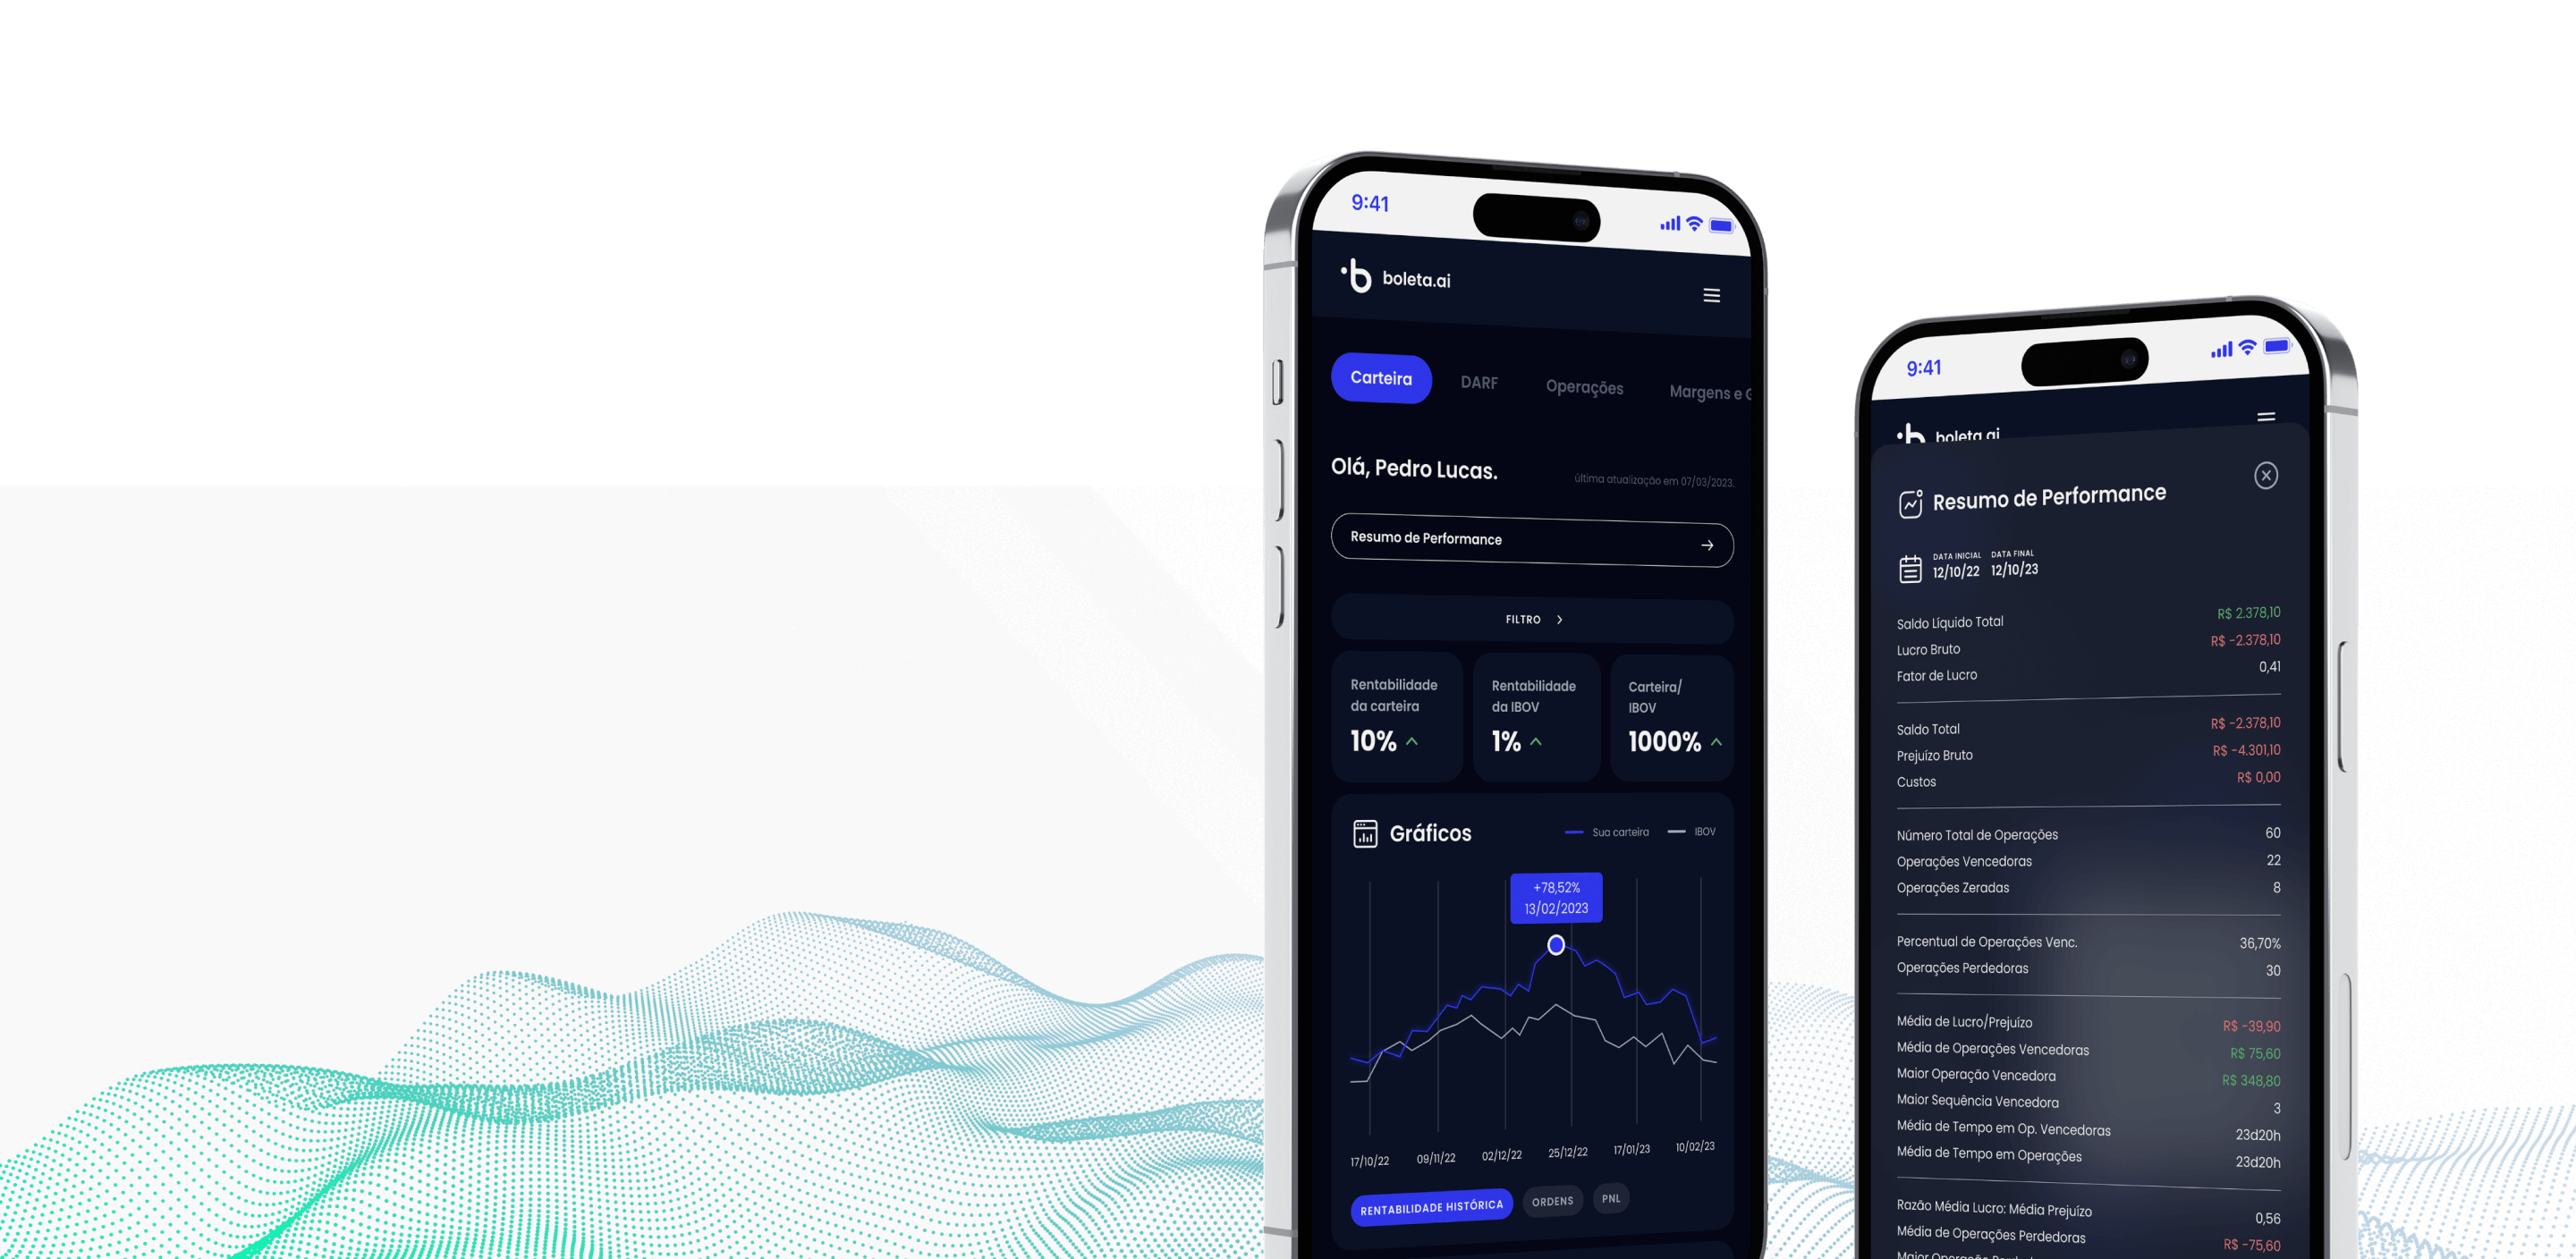 9:41
boleta.ai
Carteira DARF Operações Margens e
Olá, Pedro Lucas.
última atualização em 07/03/2023.
Resumo de Performance
FILTRO
Rentabilidade
da carteira
10%
Rentabilidade
da IBOV
1%
Carteira/
IBOV
1000%
Gráficos
Sua carteira IBOV
+78,52%
13/02/2023
17/10/22 09/11/22 02/12/22 25/12/22 17/01/23 10/02/23
RENTABILIDADE HISTÓRICA ORDENS PNL
9:41
boleta.ai
Resumo de Performance
DATA INICIAL DATA FINAL
12/10/22 12/10/23
Saldo Líquido Total R$ 2.378,10
Lucro Bruto R$ -2.378,10
Fator de Lucro 0,41
Saldo Total R$ -2.378,10
Prejuízo Bruto R$ -4.301,10
Custos R$ 0,00
Número Total de Operações 60
Operações Vencedoras 22
Operações Zeradas 8
Percentual de Operações Venc. 36,70%
Operações Perdedoras 30
Média de Lucro/Prejuízo R$ -39,90
Média de Operações Vencedoras R$ 75,60
Maior Operação Vencedora R$ 348,80
Maior Sequência Vencedora 3
Média de Tempo em Op. Vencedoras 23d20h
Média de Tempo em Operações 23d20h
Razão Média Lucro: Média Prejuízo 0,56
Média de Operações Perdedoras R$ -75,60